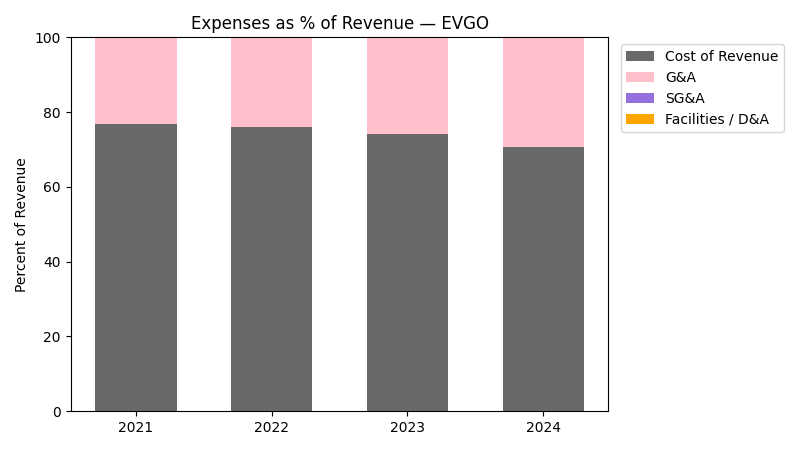 Expenses as % of Revenue — EVGO
Percent of Revenue
100
80
60
40
20
0
2021 2022 2023 2024
Cost of Revenue
G&A
SG&A
Facilities / D&A